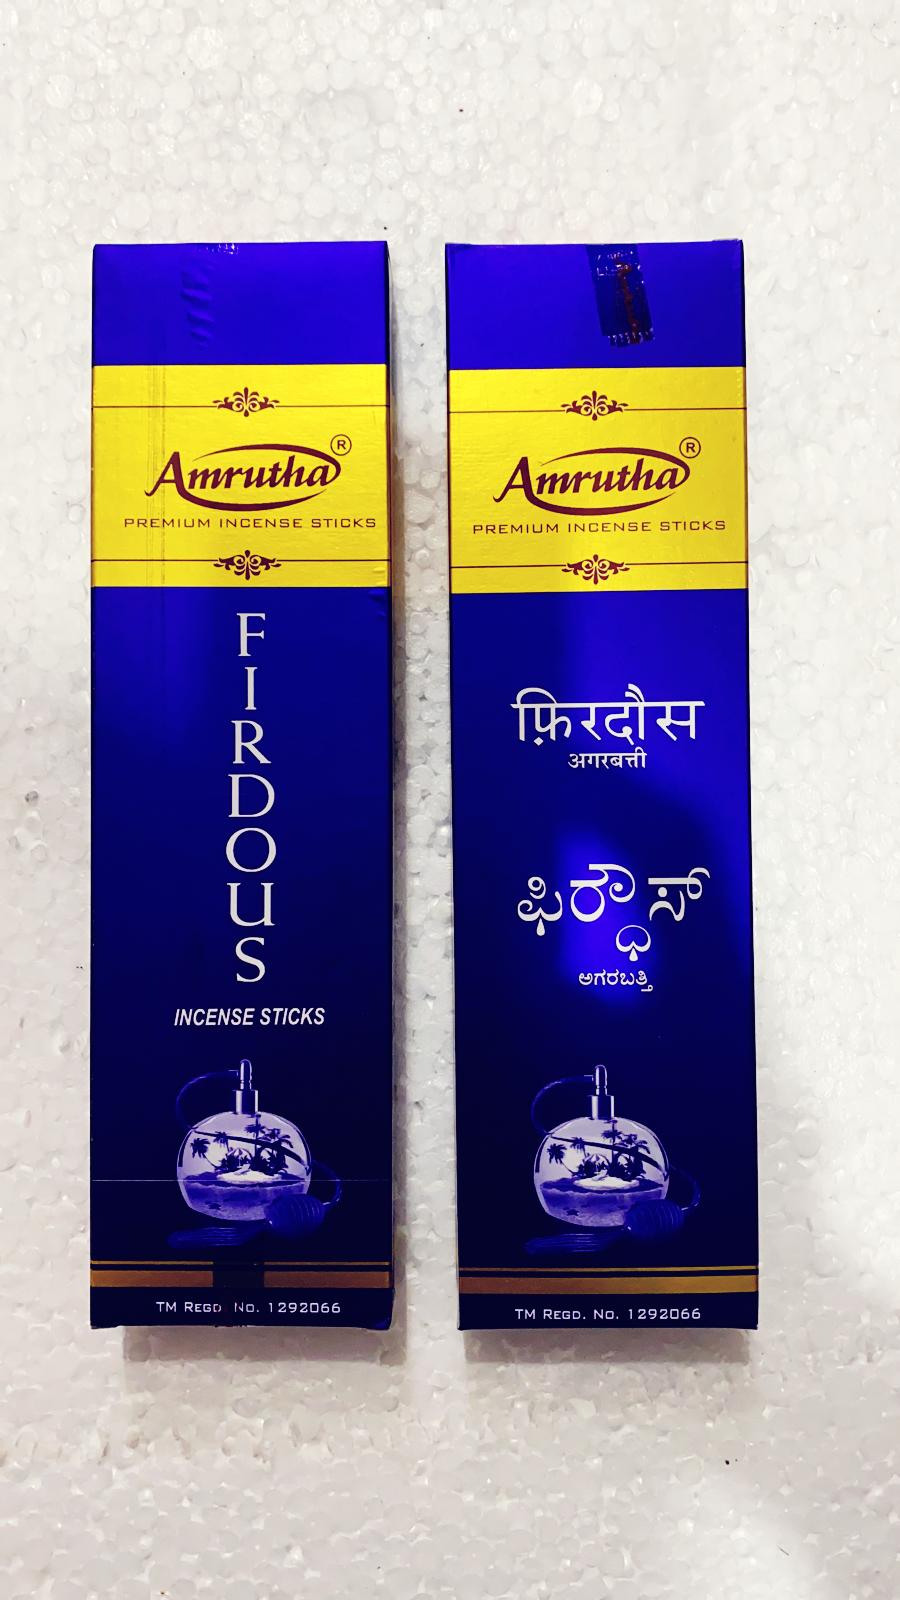 Amrutha®
PREMIUM INCENSE STICKS
FIRDOUS
INCENSE STICKS
TM REGD. NO. 1292066
Amrutha®
PREMIUM INCENSE STICKS
फ़िरदौस
अगरबत्ती
ಫಿರ್ದೌಸ್
ಅಗರಬತ್ತಿ
TM REGD. NO. 1292066